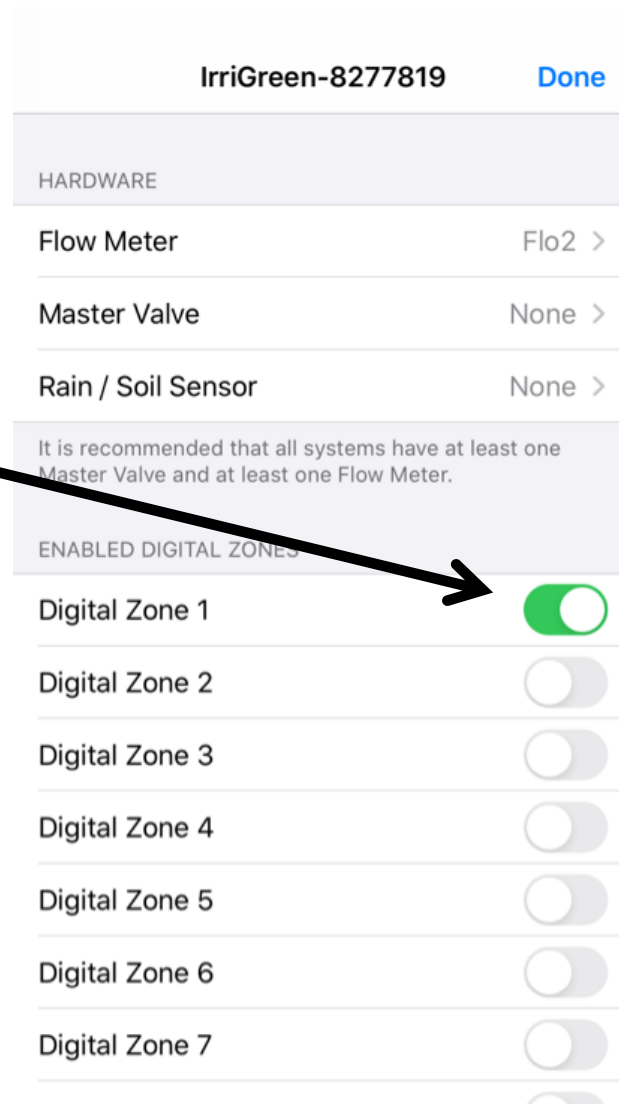 IrriGreen-8277819 Done
HARDWARE
Flow Meter Flo2
Master Valve None
Rain / Soil Sensor None
It is recommended that all systems have at least one
Master Valve and at least one Flow Meter.
ENABLED DIGITAL ZONES
Digital Zone 1
Digital Zone 2
Digital Zone 3
Digital Zone 4
Digital Zone 5
Digital Zone 6
Digital Zone 7